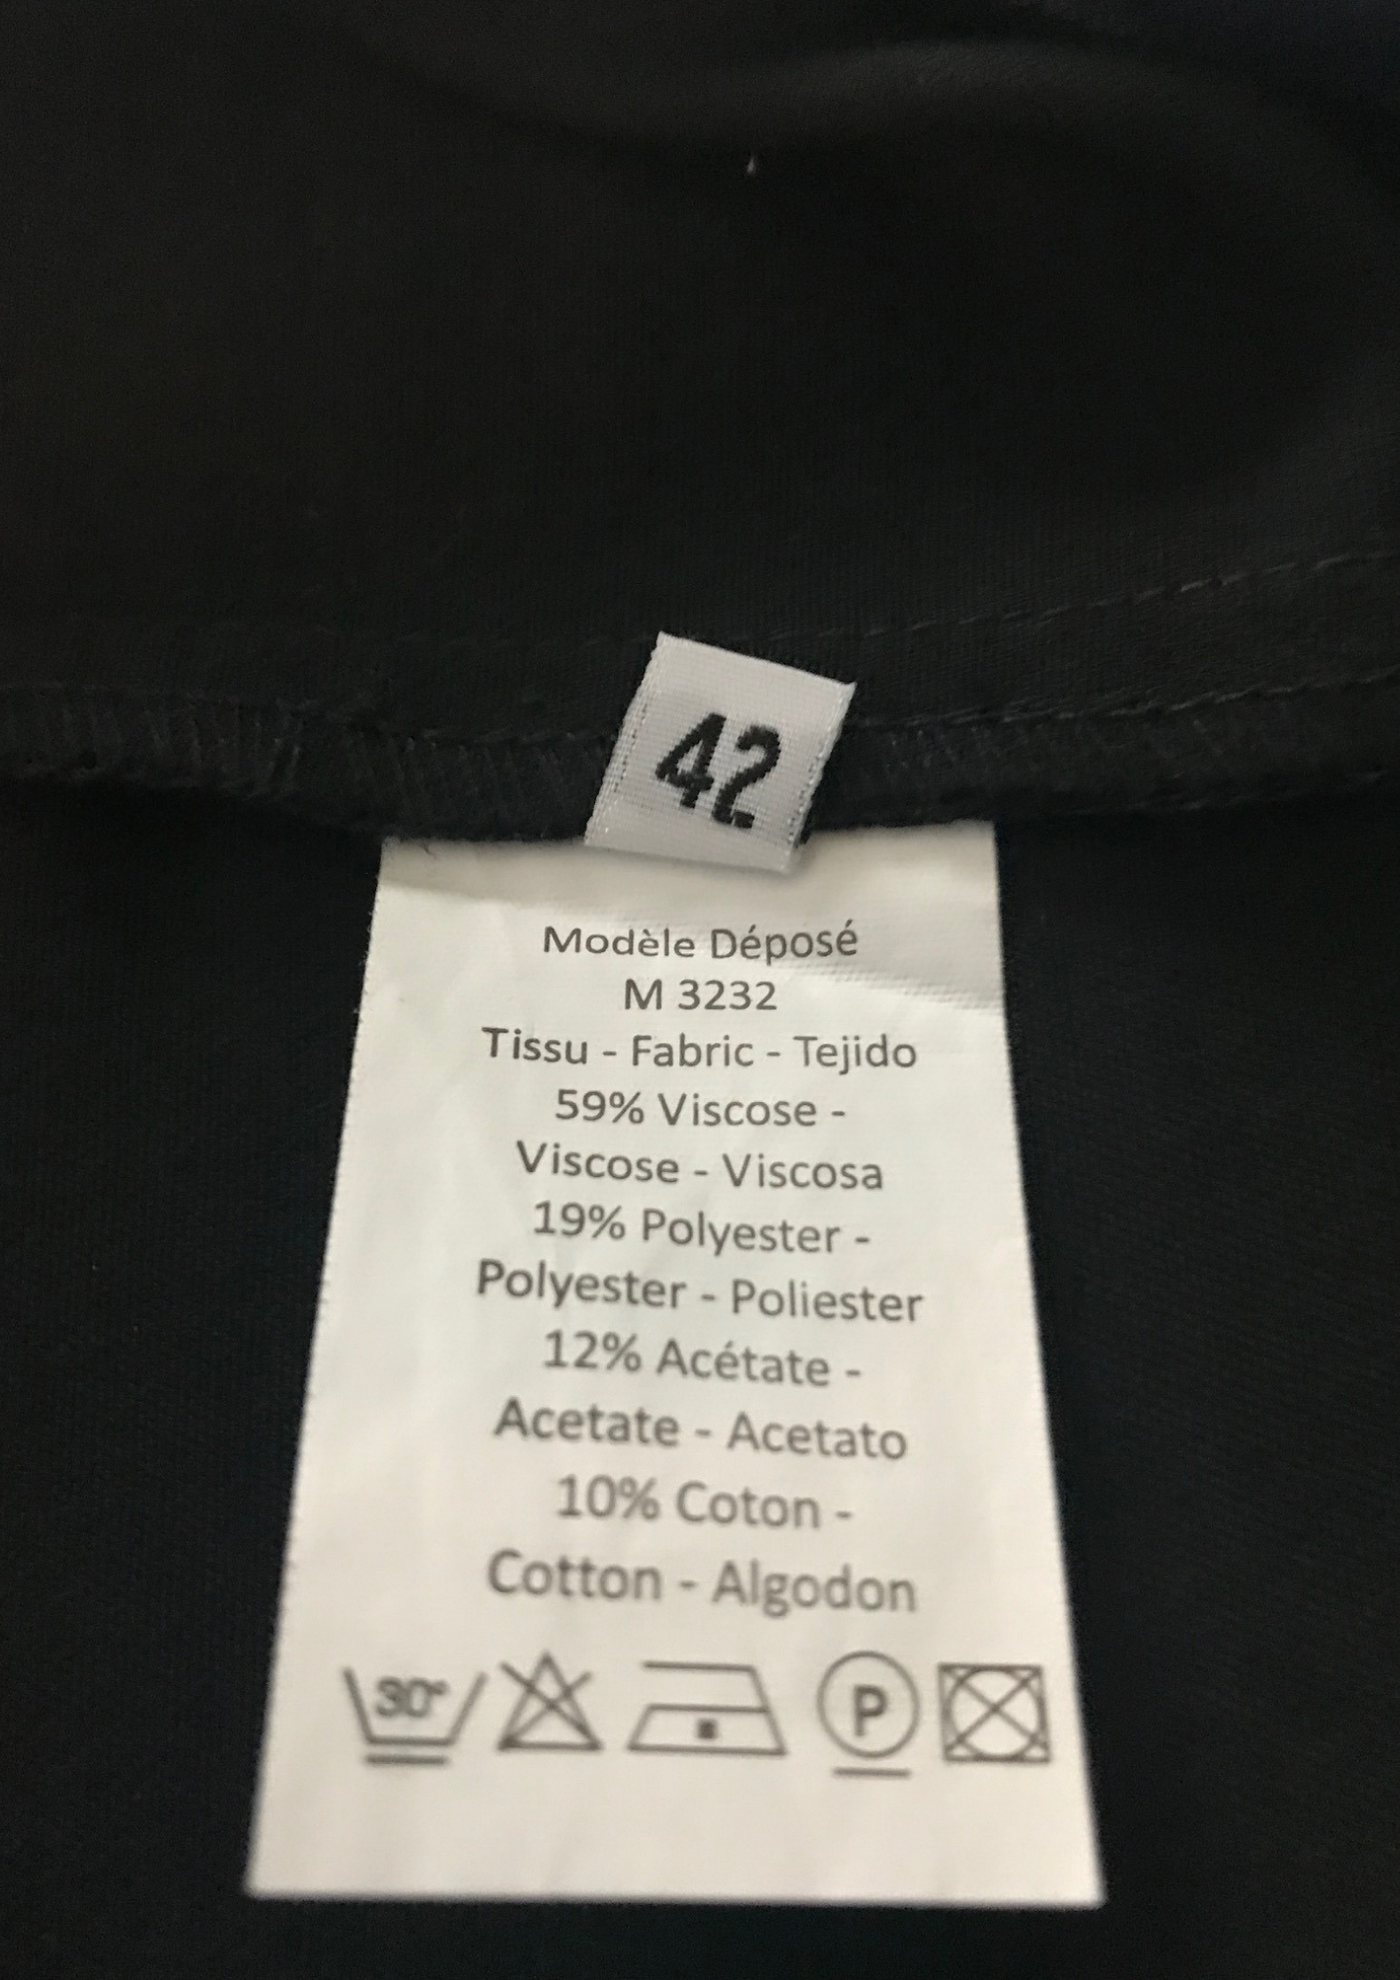 42
Modèle Déposé
M 3232
Tissu - Fabric - Tejido
59% Viscose -
Viscose - Viscosa
19% Polyester -
Polyester - Poliester
12% Acétate -
Acetate - Acetato
10% Coton -
Cotton - Algodon
30° P